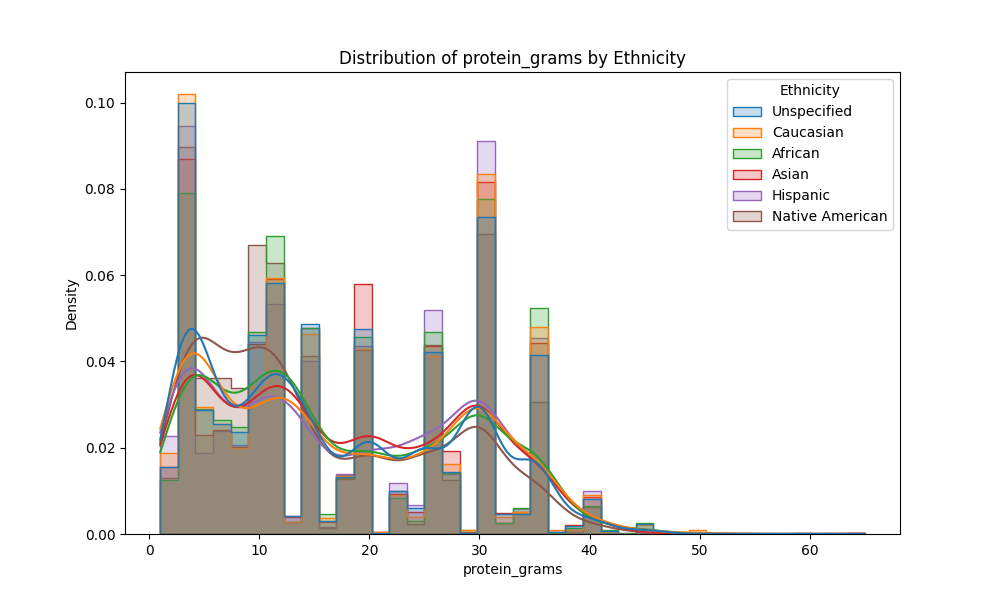 Distribution of protein_grams by Ethnicity
Ethnicity
Unspecified
Caucasian
African
Asian
Hispanic
Native American
Density
0.10
0.08
0.06
0.04
0.02
0.00
0 10 20 30 40 50 60
protein_grams